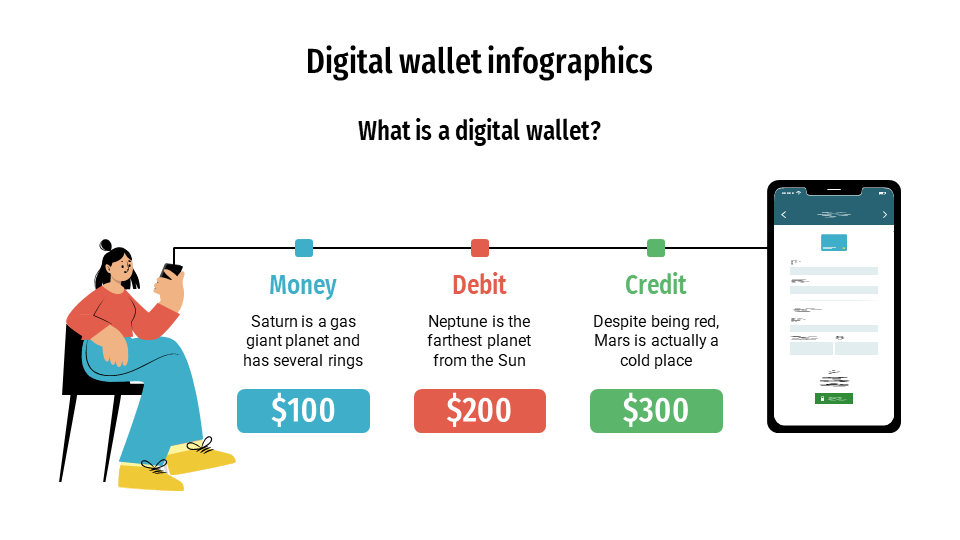 Digital wallet infographics
What is a digital wallet?
Money
Saturn is a gas
giant planet and
has several rings
$100
Debit
Neptune is the
farthest planet
from the Sun
$200
Credit
Despite being red,
Mars is actually a
cold place
$300